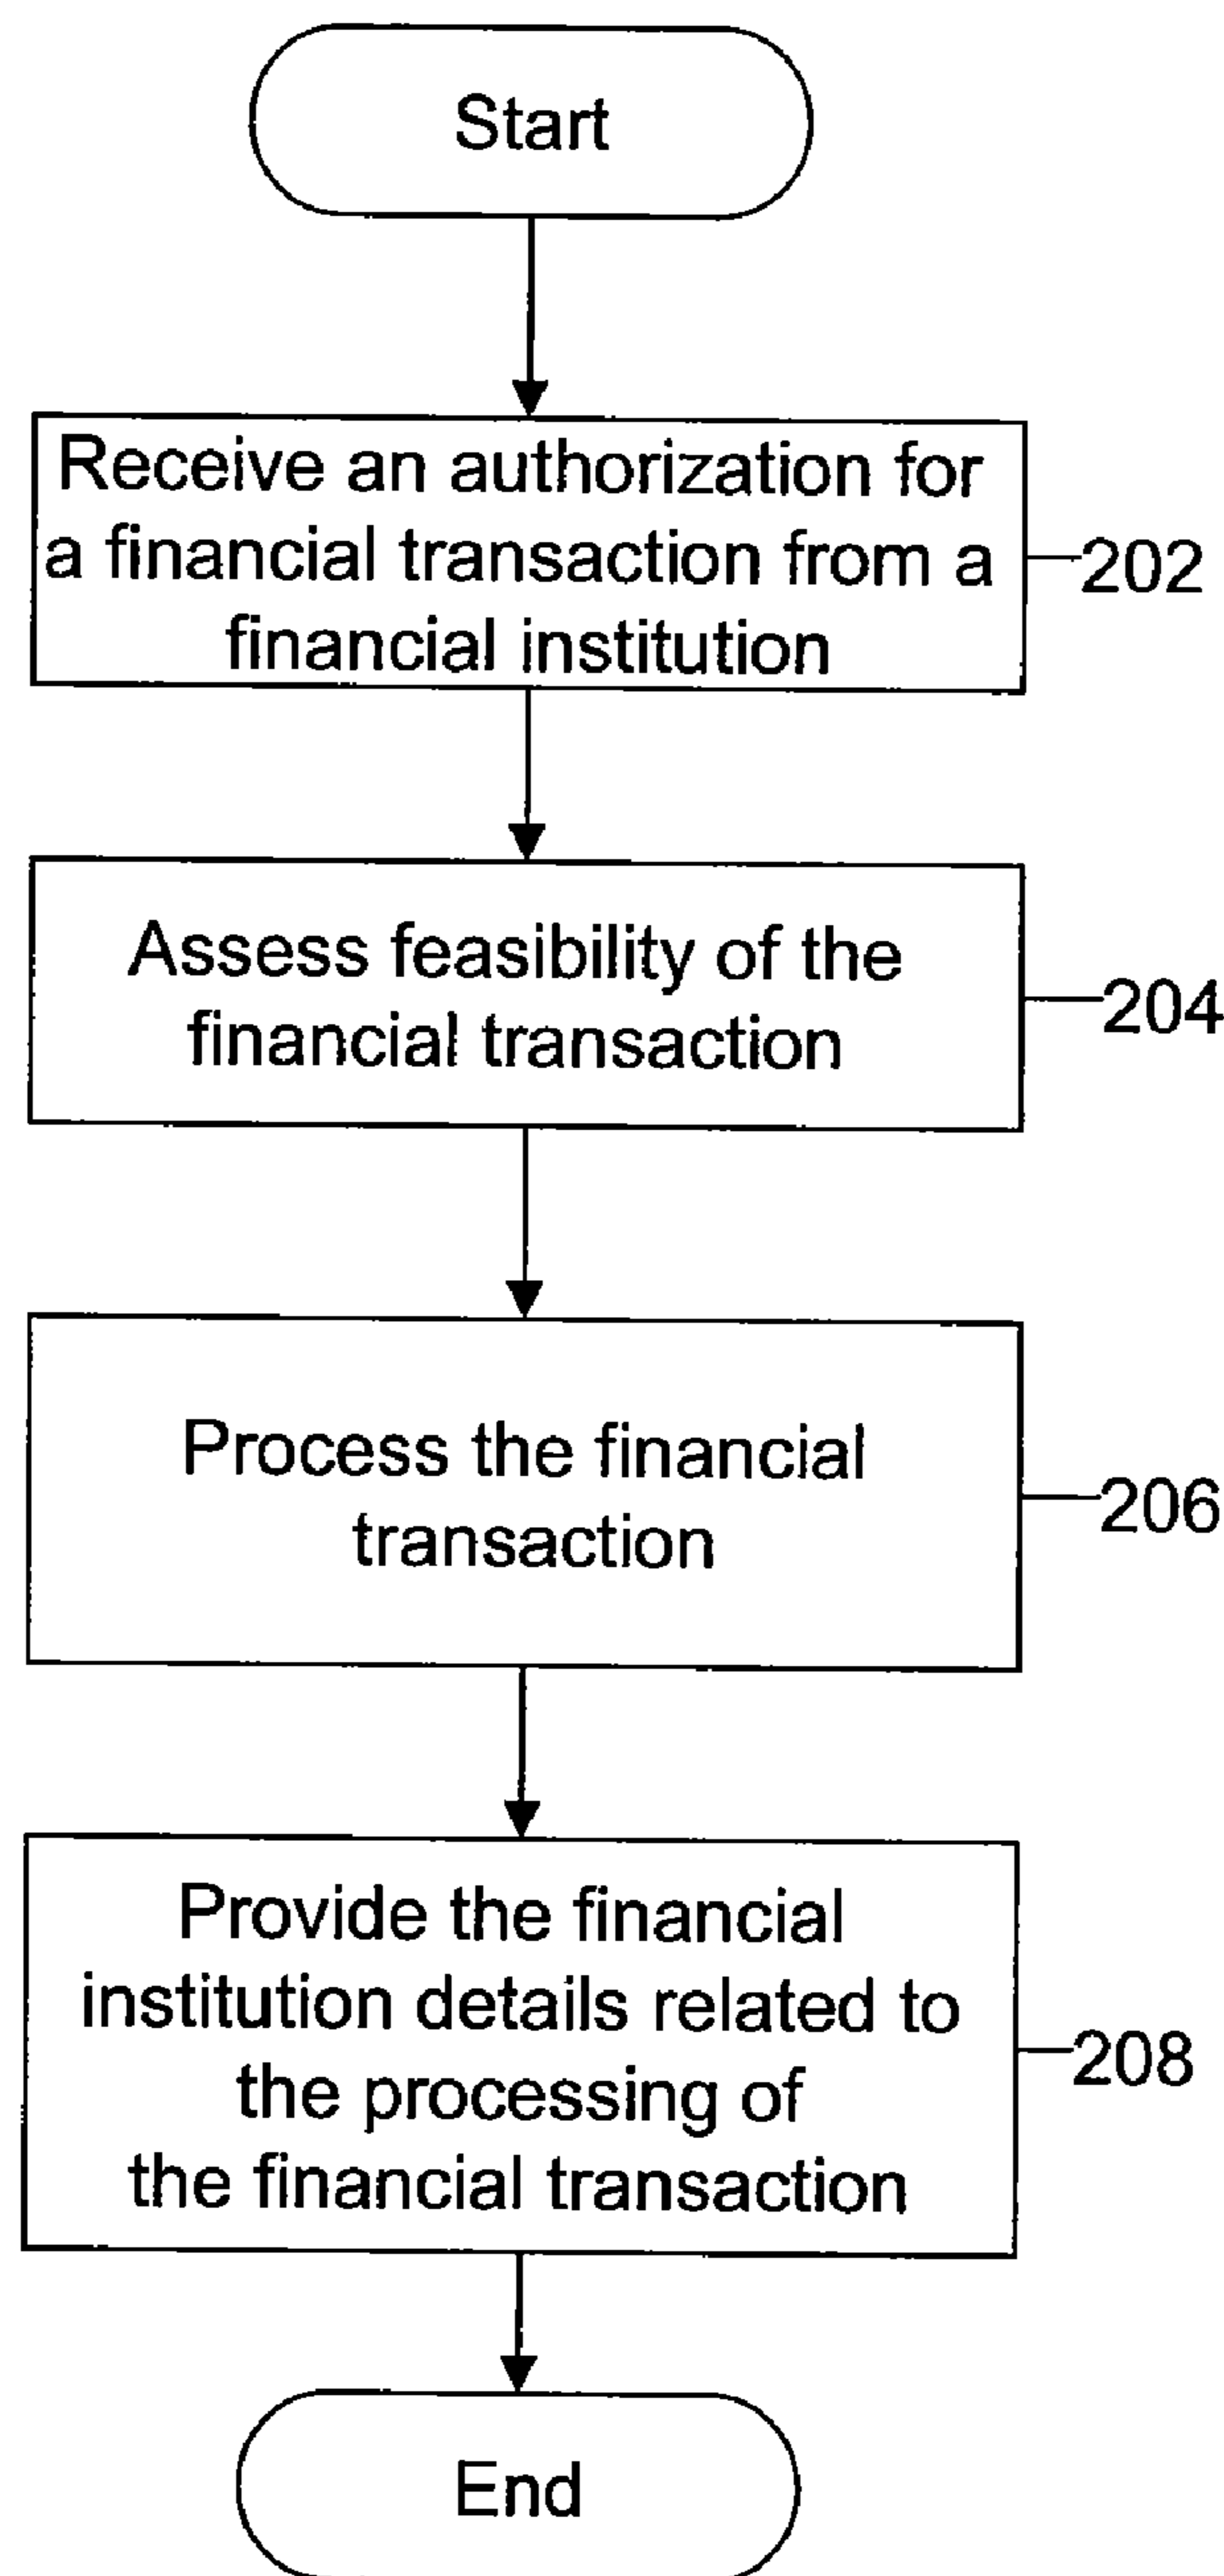 Start
Receive an authorization for
a financial transaction from a
financial institution
202
Assess feasibility of the
financial transaction
204
Process the financial
transaction
206
Provide the financial
institution details related to
the processing of
the financial transaction
208
End